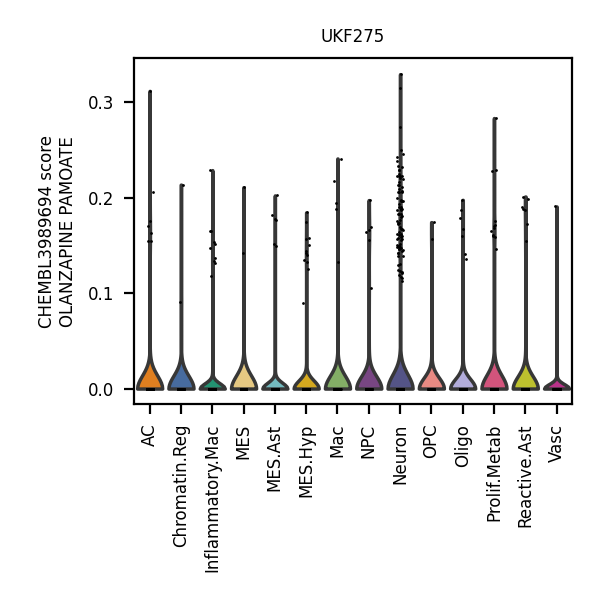 UKF275
CHEMBL3989694 score
OLANZAPINE PAMOATE
0.3
0.2
0.1
0.0
AC
Chromatin.Reg
Inflammatory.Mac
MES
MES.Ast
MES.Hyp
Mac
NPC
Neuron
OPC
Oligo
Prolif.Metab
Reactive.Ast
Vasc